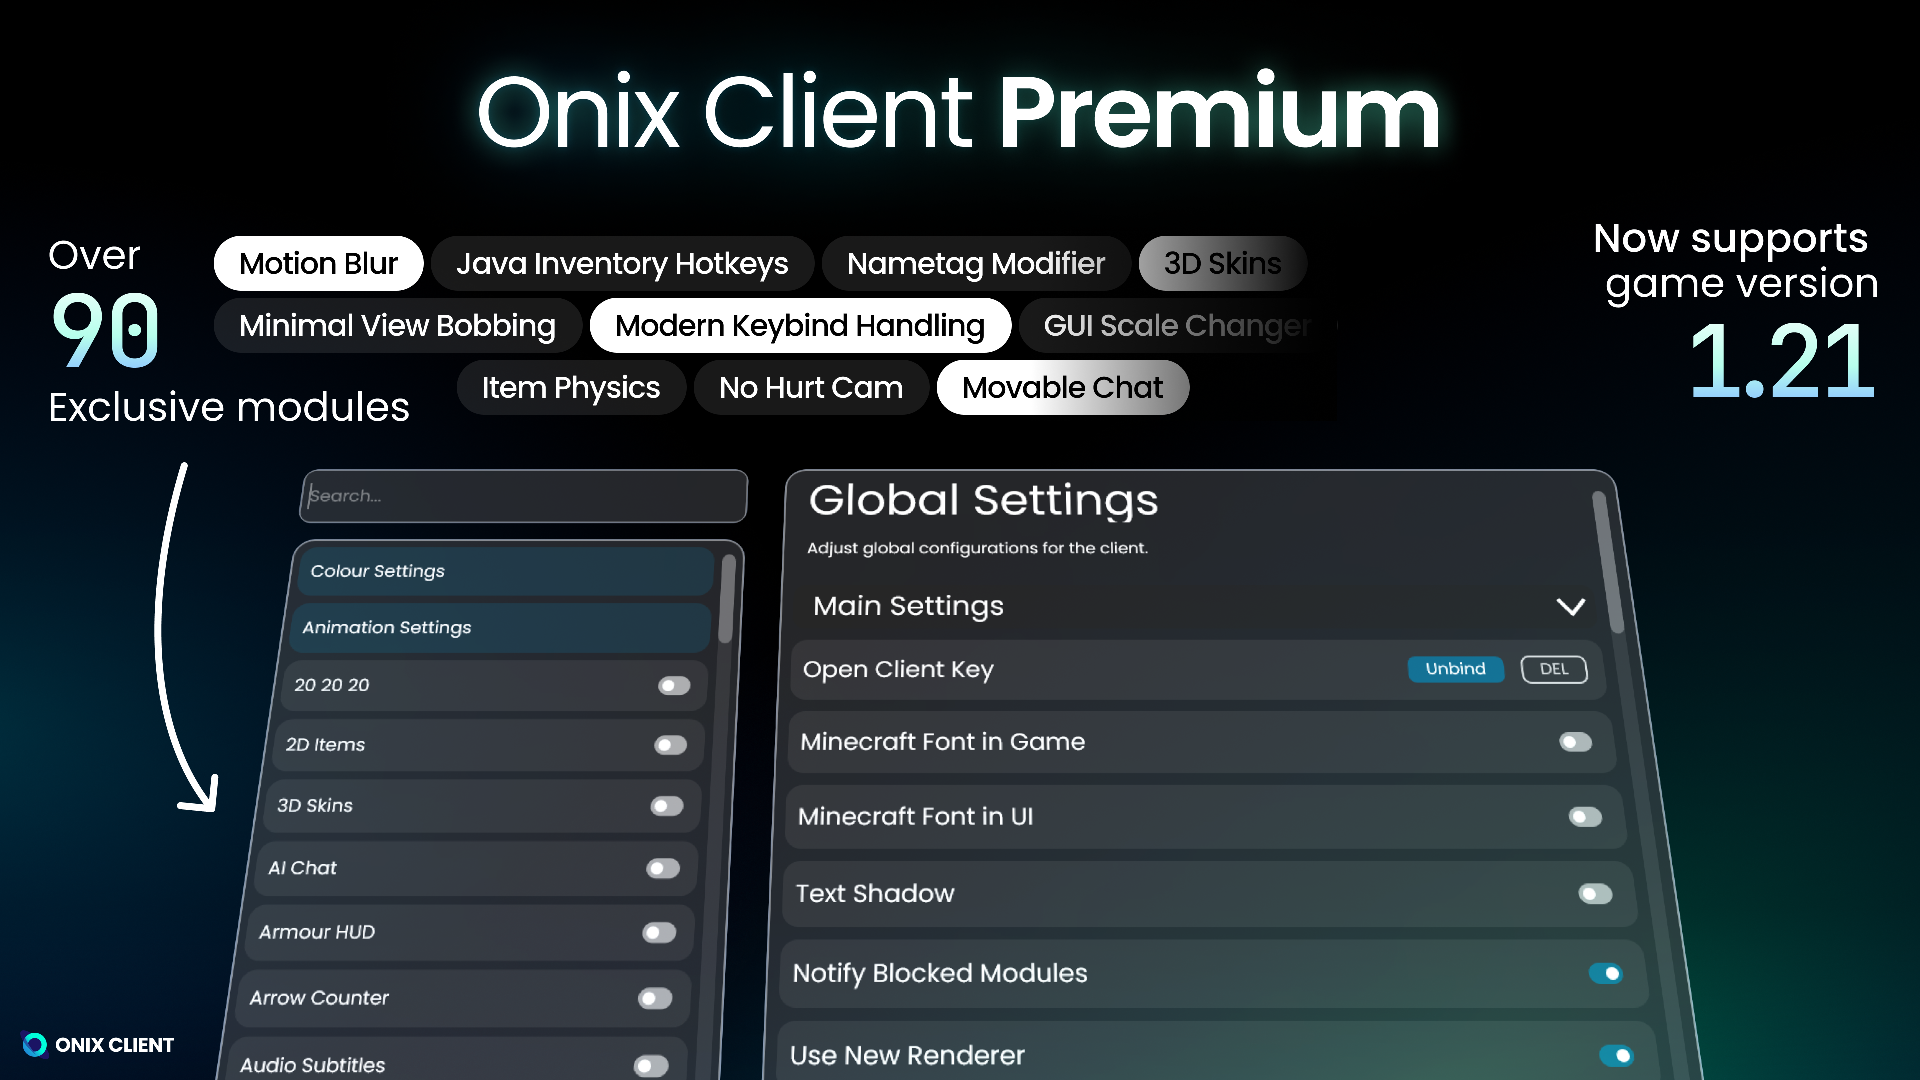 Onix Client Premium
Over
90
Exclusive modules
Motion Blur
Java Inventory Hotkeys
Nametag Modifier
3D Skins
Minimal View Bobbing
Modern Keybind Handling
GUI Scale Changer
Item Physics
No Hurt Cam
Movable Chat
Now supports
game version
1.21
Search...
Colour Settings
Animation Settings
20 20 20
2D Items
3D Skins
AI Chat
Armour HUD
Arrow Counter
Audio Subtitles
Global Settings
Adjust global configurations for the client.
Main Settings
Open Client Key
Unbind
DEL
Minecraft Font in Game
Minecraft Font in UI
Text Shadow
Notify Blocked Modules
Use New Renderer
ONIX CLIENT